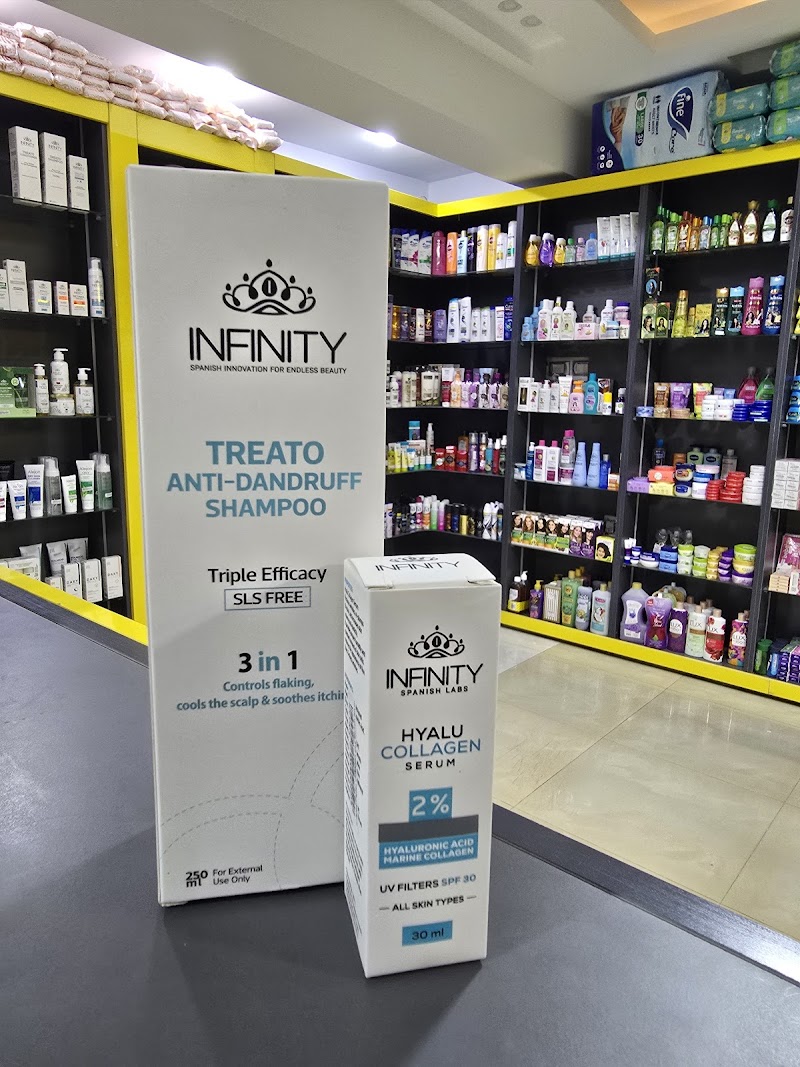 INFINITY
SPANISH INNOVATION FOR ENDLESS BEAUTY
TREATO
ANTI-DANDRUFF
SHAMPOO
Triple Efficacy
SLS FREE
3 in 1
Controls flaking,
cools the scalp & soothes itchin
250
ml
For External
Use Only
INFINITY
INFINITY
SPANISH LABS
HYALU
COLLAGEN
SERUM
2%
HYALURONIC ACID
MARINE COLLAGEN
UV FILTERS SPF 30
ALL SKIN TYPES
30 ml
fine